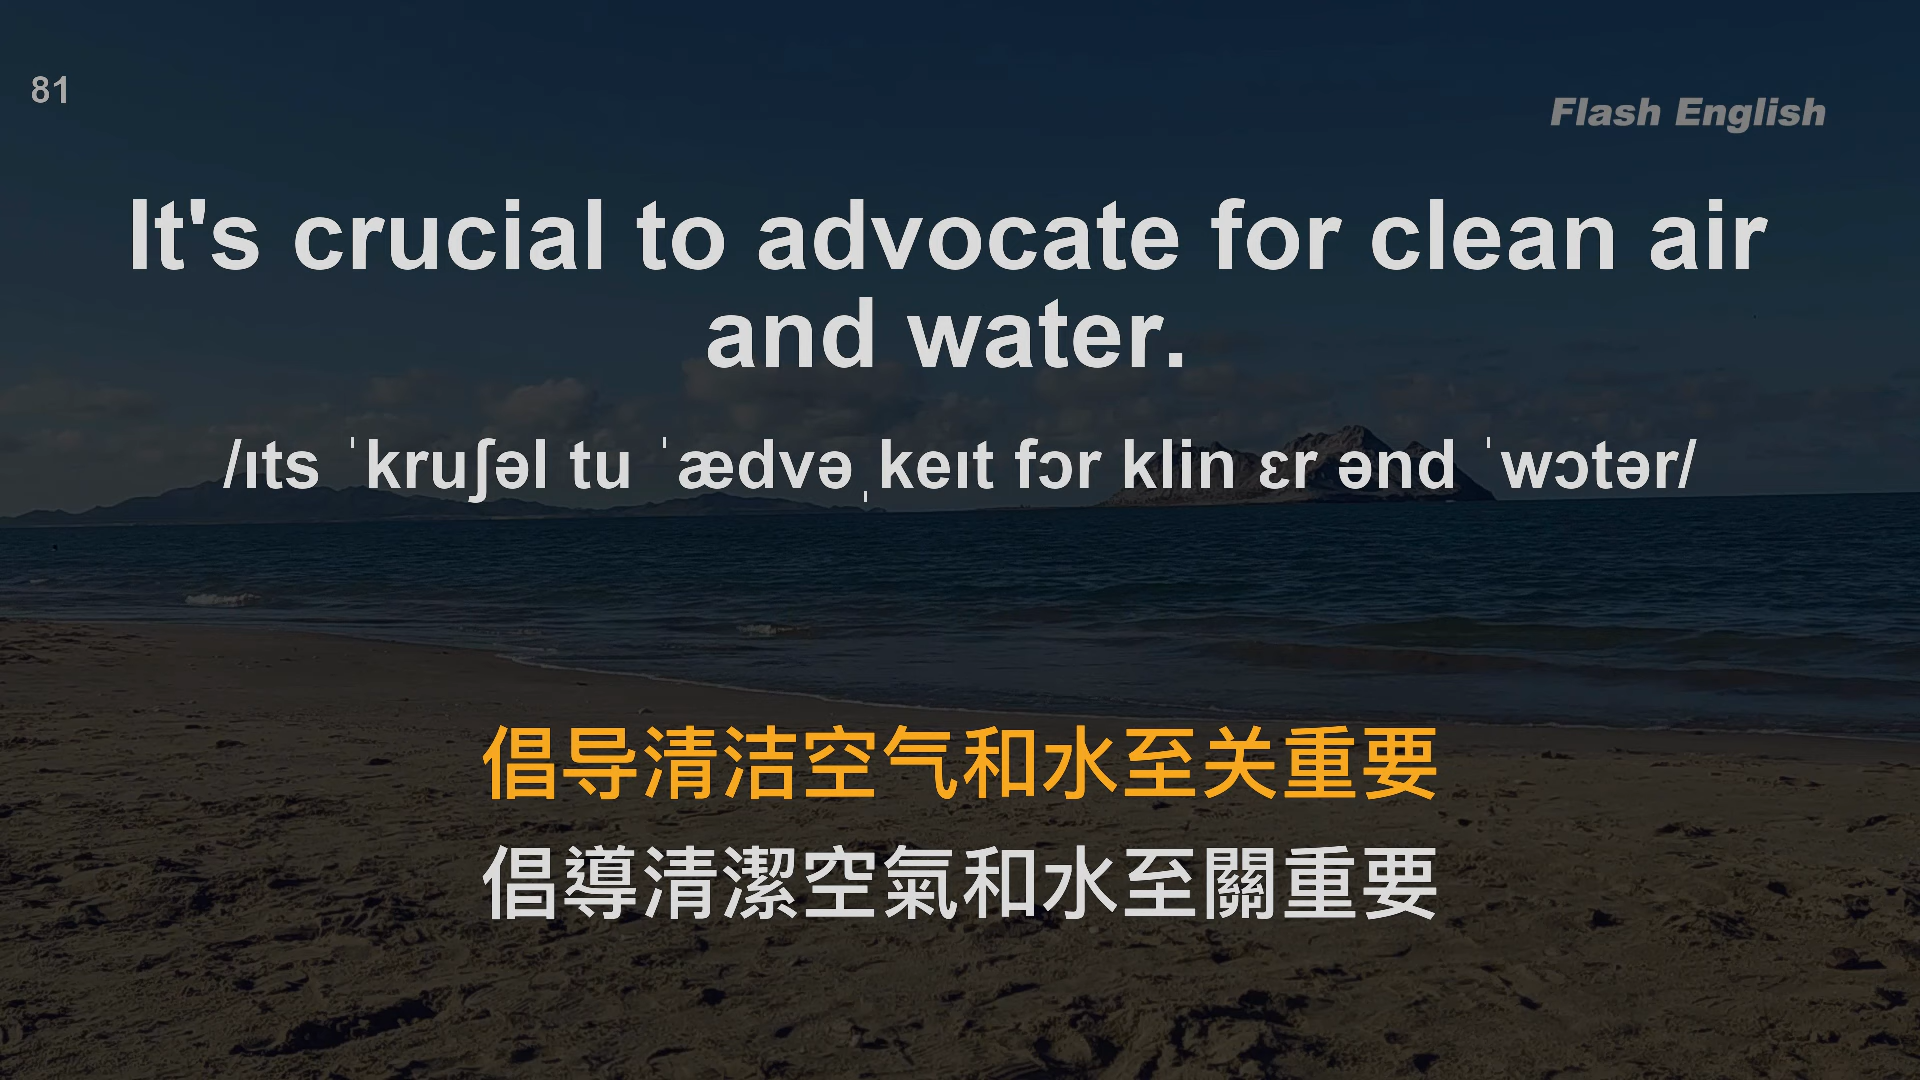 81
Flash English
It's crucial to advocate for clean air
and water.
/ɪts ˈkruʃəl tu ˈædvəˌkeɪt fɔr klin ɛr ənd ˈwɔtər/
倡导清洁空气和水至关重要
倡導清潔空氣和水至關重要